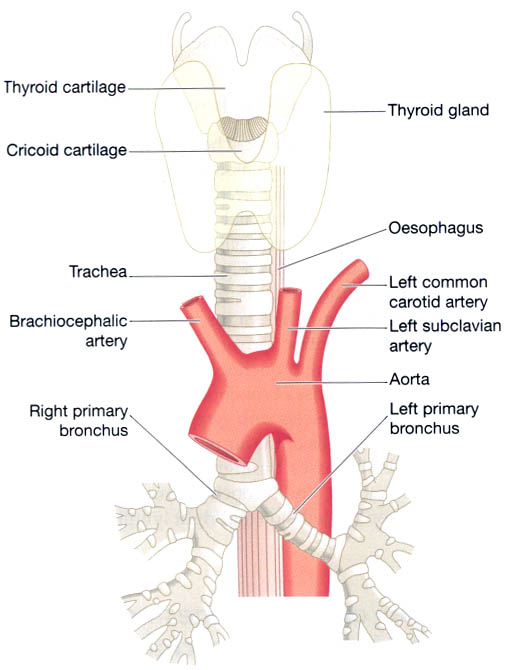 Thyroid cartilage
Thyroid gland
Cricoid cartilage
Oesophagus
Trachea
Left common
carotid artery
Brachiocephalic
artery
Left subclavian
artery
Aorta
Right primary
bronchus
Left primary
bronchus